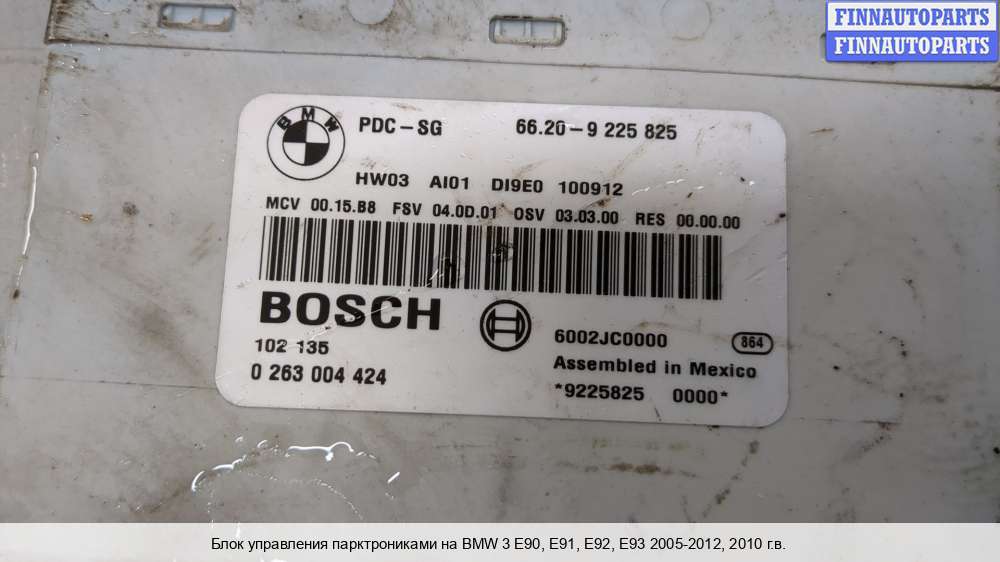 FINNAUTOPARTS
FINNAUTOPARTS
BMW
PDC-SG 66.20-9 225 825
HW03 AI01 DI9E0 100912
MCV 00.15.B8 FSV 04.0D.01 OSV 03.03.00 RES 00.00.00
BOSCH
6002JC0000 864
102 135
Assembled in Mexico
0 263 004 424
*9225825 0000*
Блок управления парктрониками на BMW 3 E90, E91, E92, E93 2005-2012, 2010 г.в.